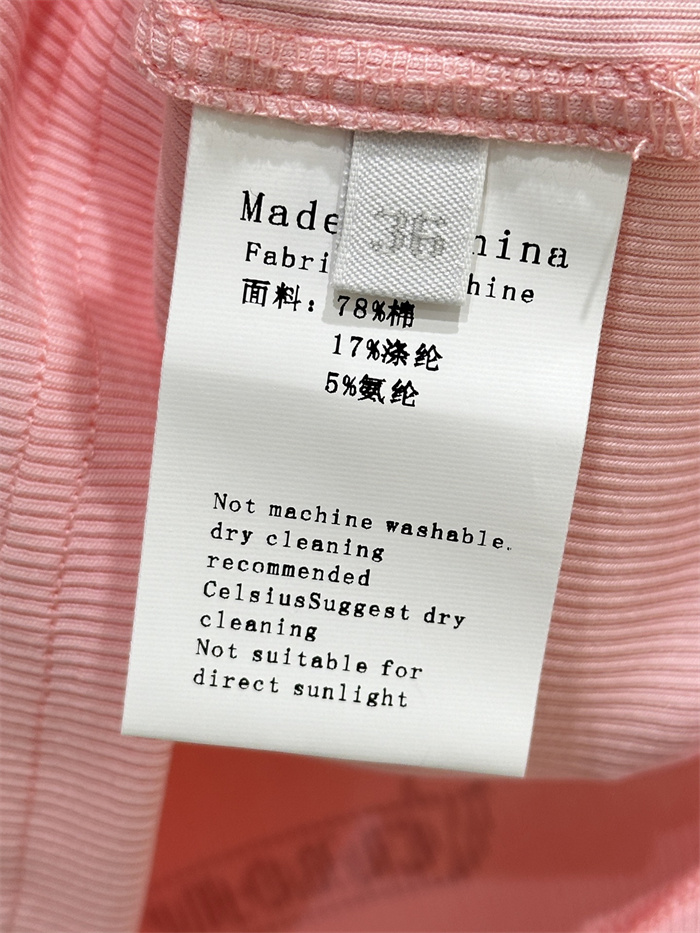 Made
36
hina
Fabri hine
面料：78%棉
17%涤纶
5%氨纶
Not machine washable.
dry cleaning
recommended
CelsiusSuggest dry
cleaning
Not suitable for
direct sunlight